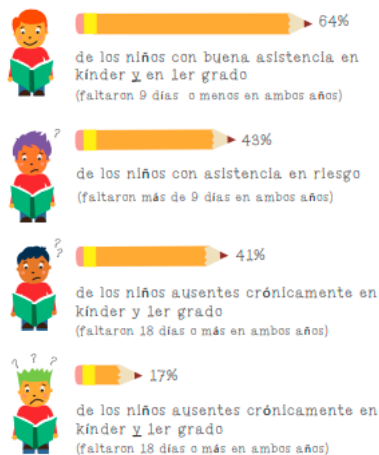 64%
de los niños con buena asistencia en
kínder y en 1er grado
(faltaron 9 días o menos en ambos años)
?
43%
de los niños con asistencia en riesgo
(faltaron más de 9 días en ambos años)
? ?
41%
de los niños ausentes crónicamente en
kínder y 1er grado
(faltaron 18 días o más en ambos años)
? ? ?
17%
de los niños ausentes crónicamente en
kínder y 1er grado
(faltaron 18 días o más en ambos años)